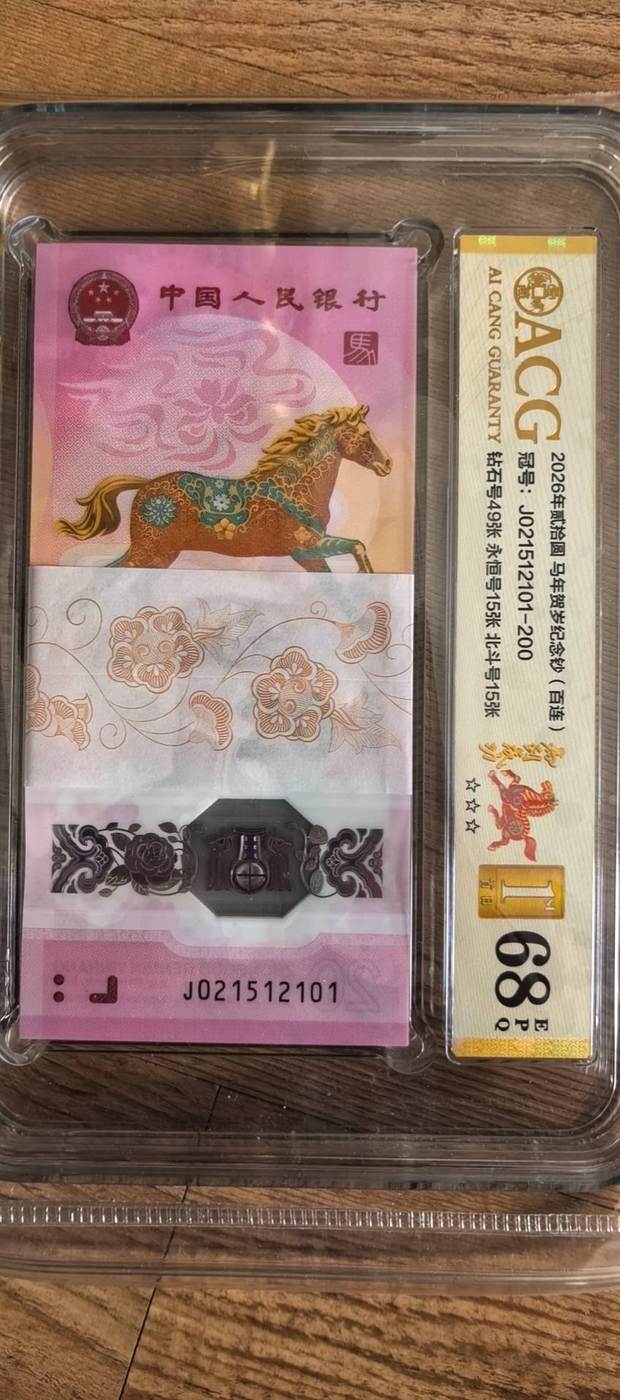 中国人民银行
馬
J021512101
ACG
AI CANG GUARANTY
2026年贰拾圆 马年贺岁纪念钞（百连）
冠号：J021512101-200
钻石号49张 永恒号15张 北斗号15张
☆☆☆
68
E
P
Q